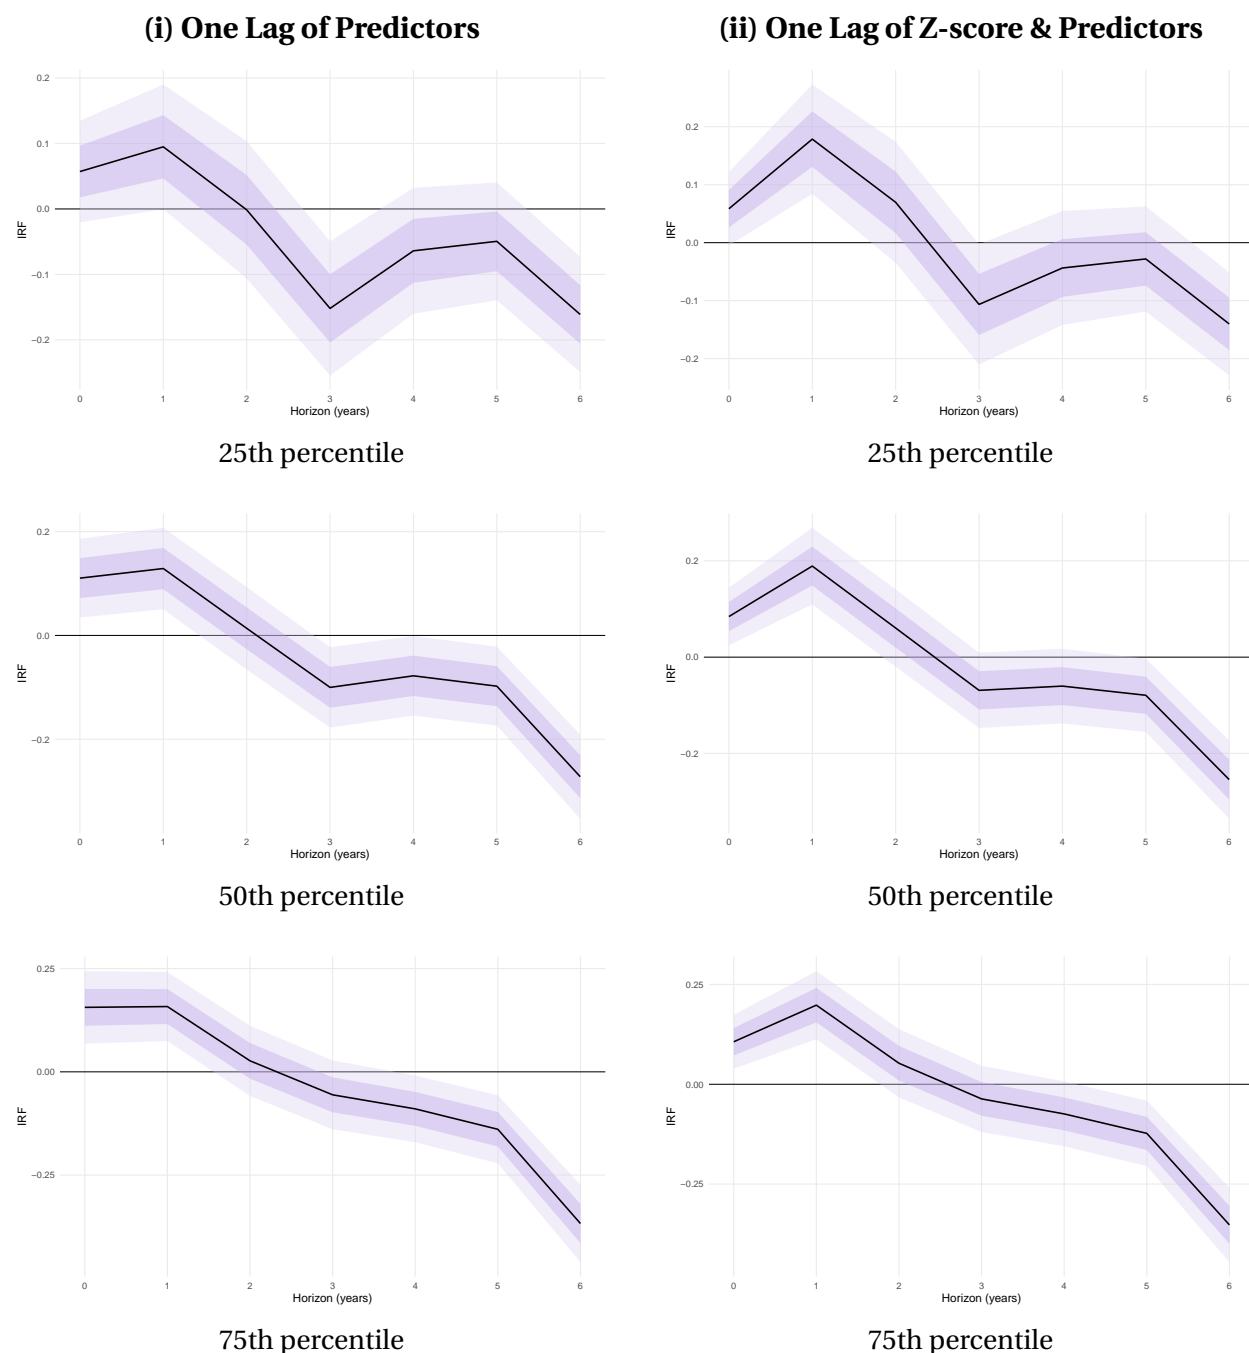 (i) One Lag of Predictors
(ii) One Lag of Z-score & Predictors
0.2
0.1
0.0
−0.1
−0.2
IRF
0 1 2 3 4 5 6
Horizon (years)
25th percentile
0.2
0.1
0.0
−0.1
−0.2
IRF
0 1 2 3 4 5 6
Horizon (years)
25th percentile
0.2
0.0
−0.2
IRF
0 1 2 3 4 5 6
Horizon (years)
50th percentile
0.2
0.0
−0.2
IRF
0 1 2 3 4 5 6
Horizon (years)
50th percentile
0.25
0.00
−0.25
IRF
0 1 2 3 4 5 6
Horizon (years)
75th percentile
0.25
0.00
−0.25
IRF
0 1 2 3 4 5 6
Horizon (years)
75th percentile